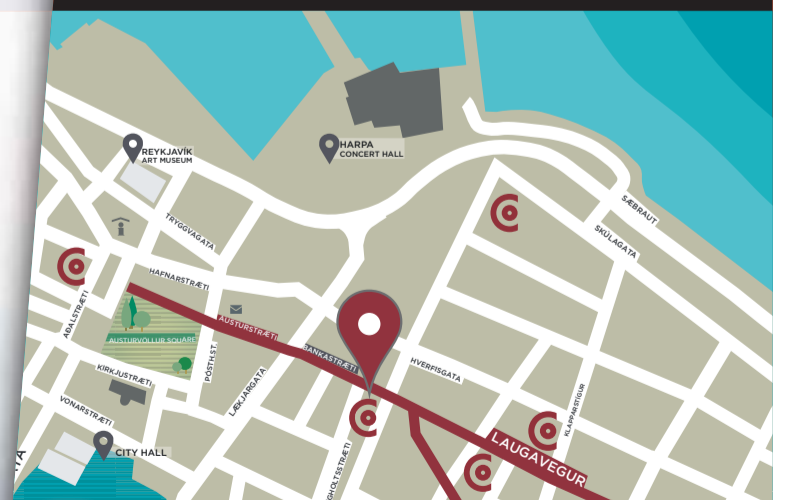 REYKJAVÍK
ART MUSEUM
HARPA
CONCERT HALL
SÆBRAUT
SKÚLAGATA
TRYGGVAGATA
HAFNARSTRÆTI
AÐALSTRÆTI
AUSTURSTRÆTI
AUSTURVÖLLUR SQUARE
PÓSTH.ST.
BANKASTRÆTI
HVERFISGATA
KIRKJUSTRÆTI
LÆKJARGATA
KLAPPARSTÍGUR
VONARSTRÆTI
LAUGAVEGUR
CITY HALL
GHOLTSSTRÆTI